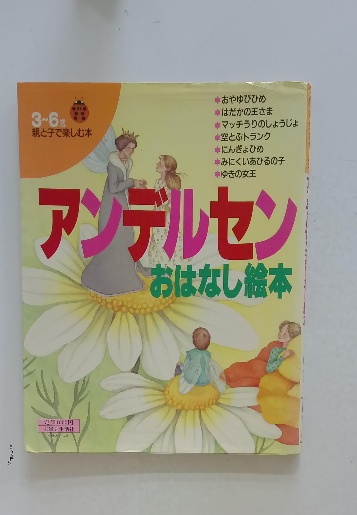 3~6歳
親と子で楽しむ本
*おやゆびひめ
*はだかの王さま
*マッチうりのしょうじょ
*空とぶトランク
*にんぎょひめ
*みにくいあひるの子
*ゆきの女王
アンデルセン
おはなし絵本